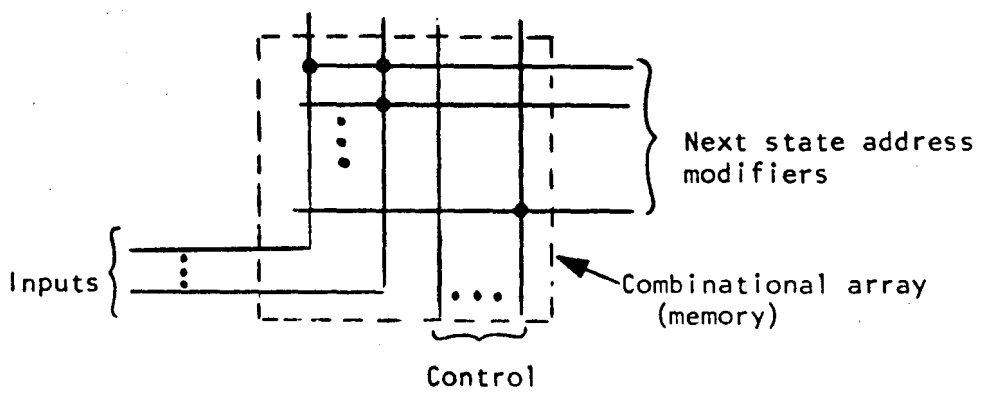 Next state address
modifiers
Inputs
Combinational array
(memory)
Control